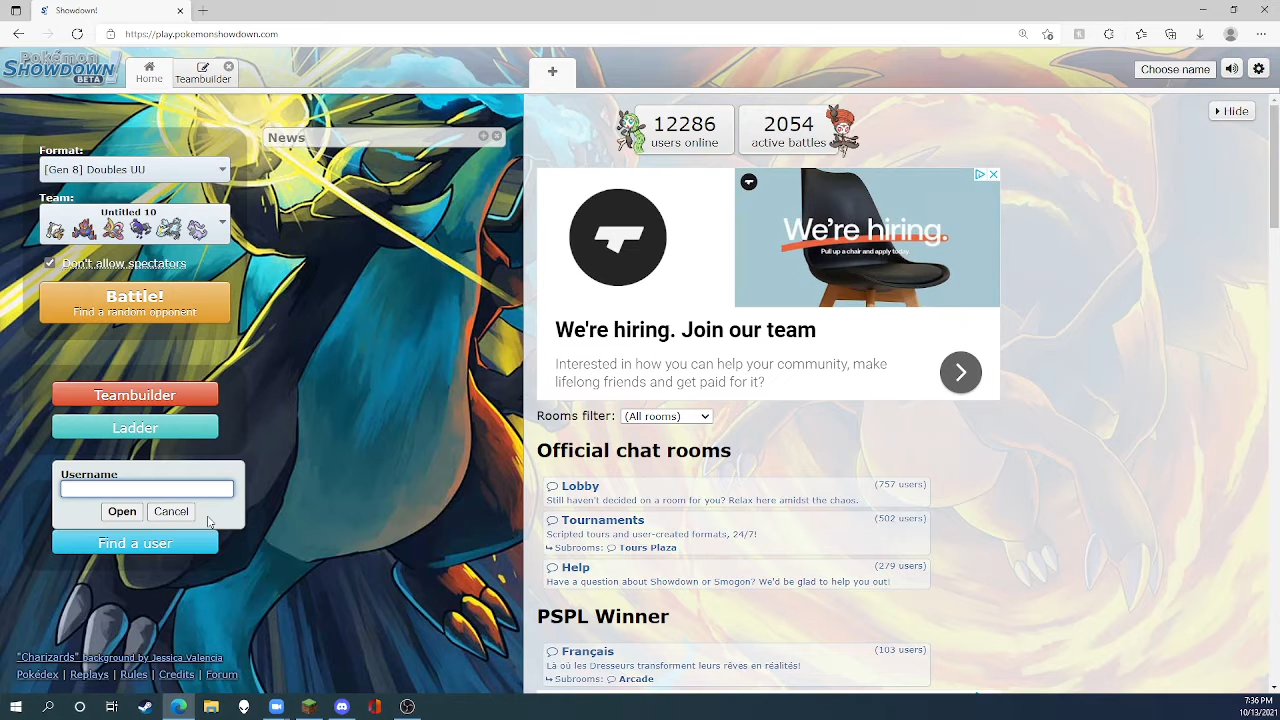 Showdown!
https://play.pokemonshowdown.com
Pokémon
SHOWDOWN!
BETA
Home
Teambuilder
Choose name
Hide
12286
users online
2054
active battles
News
Format:
[Gen 8] Doubles UU
Team:
Untitled 10
Don't allow spectators
Battle!
Find a random opponent
Teambuilder
Ladder
Username
Open
Cancel
Find a user
"Charizards" background by Jessica Valencia
Pokédex | Replays | Rules | Credits | Forum
We're hiring.
Pull up a chair and apply today.
We're hiring. Join our team
Interested in how you can help your community, make
lifelong friends and get paid for it?
Rooms filter: (All rooms)
Official chat rooms
Lobby (757 users)
Still haven't decided on a room for you? Relax here amidst the chaos.
Tournaments (502 users)
Scripted tours and user-created formats, 24/7!
Subrooms: Tours Plaza
Help (279 users)
Have a question about Showdown or Smogon? We'd be glad to help you out!
PSPL Winner
Français (103 users)
Là où les Dresseurs transforment leurs rêves en réalités!
Subrooms: Arcade
7:36 PM
10/13/2021